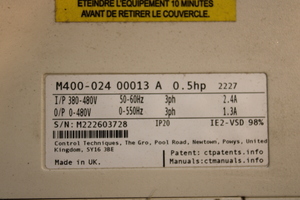 ÉTEINDRE L'ÉQUIPEMENT 10 MINUTES
AVANT DE RETIRER LE COUVERCLE.
M400-024 00013 A 0.5hp 2227
I/P 380-480V 50-60Hz 3ph 2.4A
O/P 0-480V 0-550Hz 3ph 1.3A
S/N: M222603728 IP20 IE2-VSD 98%
Control Techniques, The Gro, Pool Road, Newtown, Powys, United
Kingdom, SY16 3BE
Patent: ctpatents.info
Made in UK. Manuals:ctmanuals.info